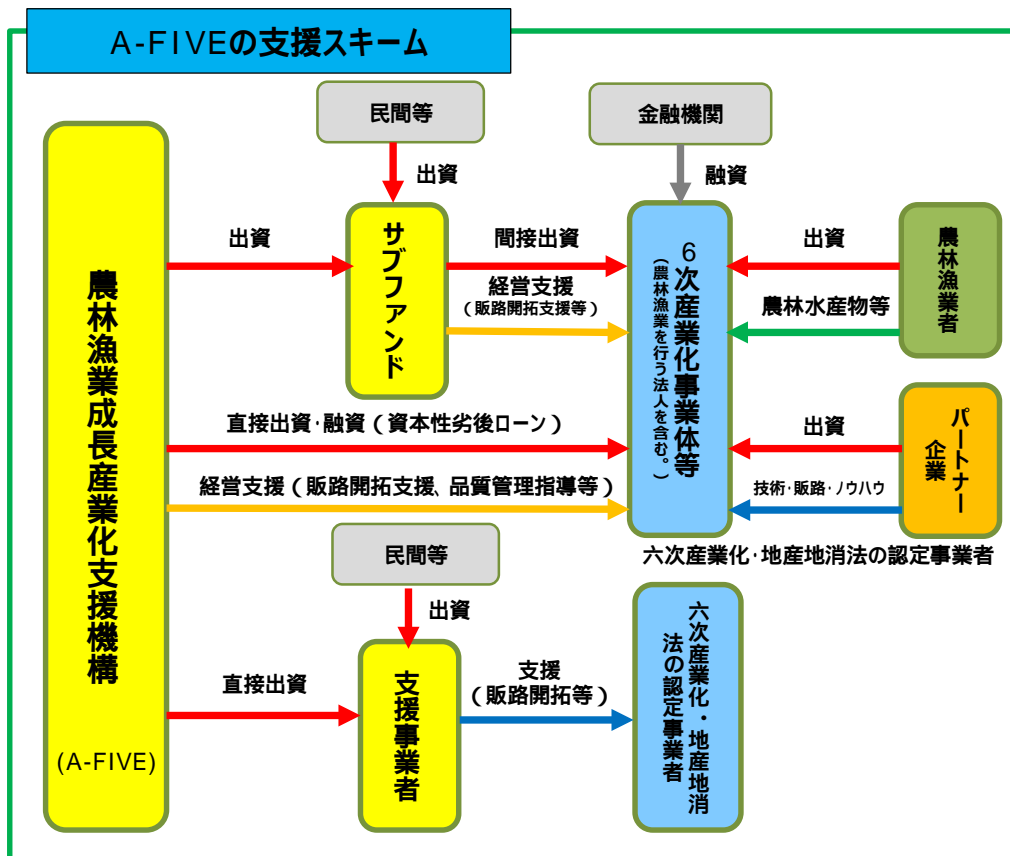 A-FIVEの支援スキーム
民間等
金融機関
出資
融資
農林漁業成長産業化支援機構
(A-FIVE)
出資
サブファンド
間接出資
経営支援
(販路開拓支援等)
6次産業化事業体等
(農林漁業を行う法人を含む。)
出資
農林水産物等
農林漁業者
直接出資・融資(資本性劣後ローン)
経営支援(販路開拓支援、品質管理指導等)
出資
技術・販路・ノウハウ
パートナー
企業
六次産業化・地産地消法の認定事業者
民間等
出資
直接出資
支援事業者
支援
(販路開拓等)
六次産業化・地産地消
法の認定事業者